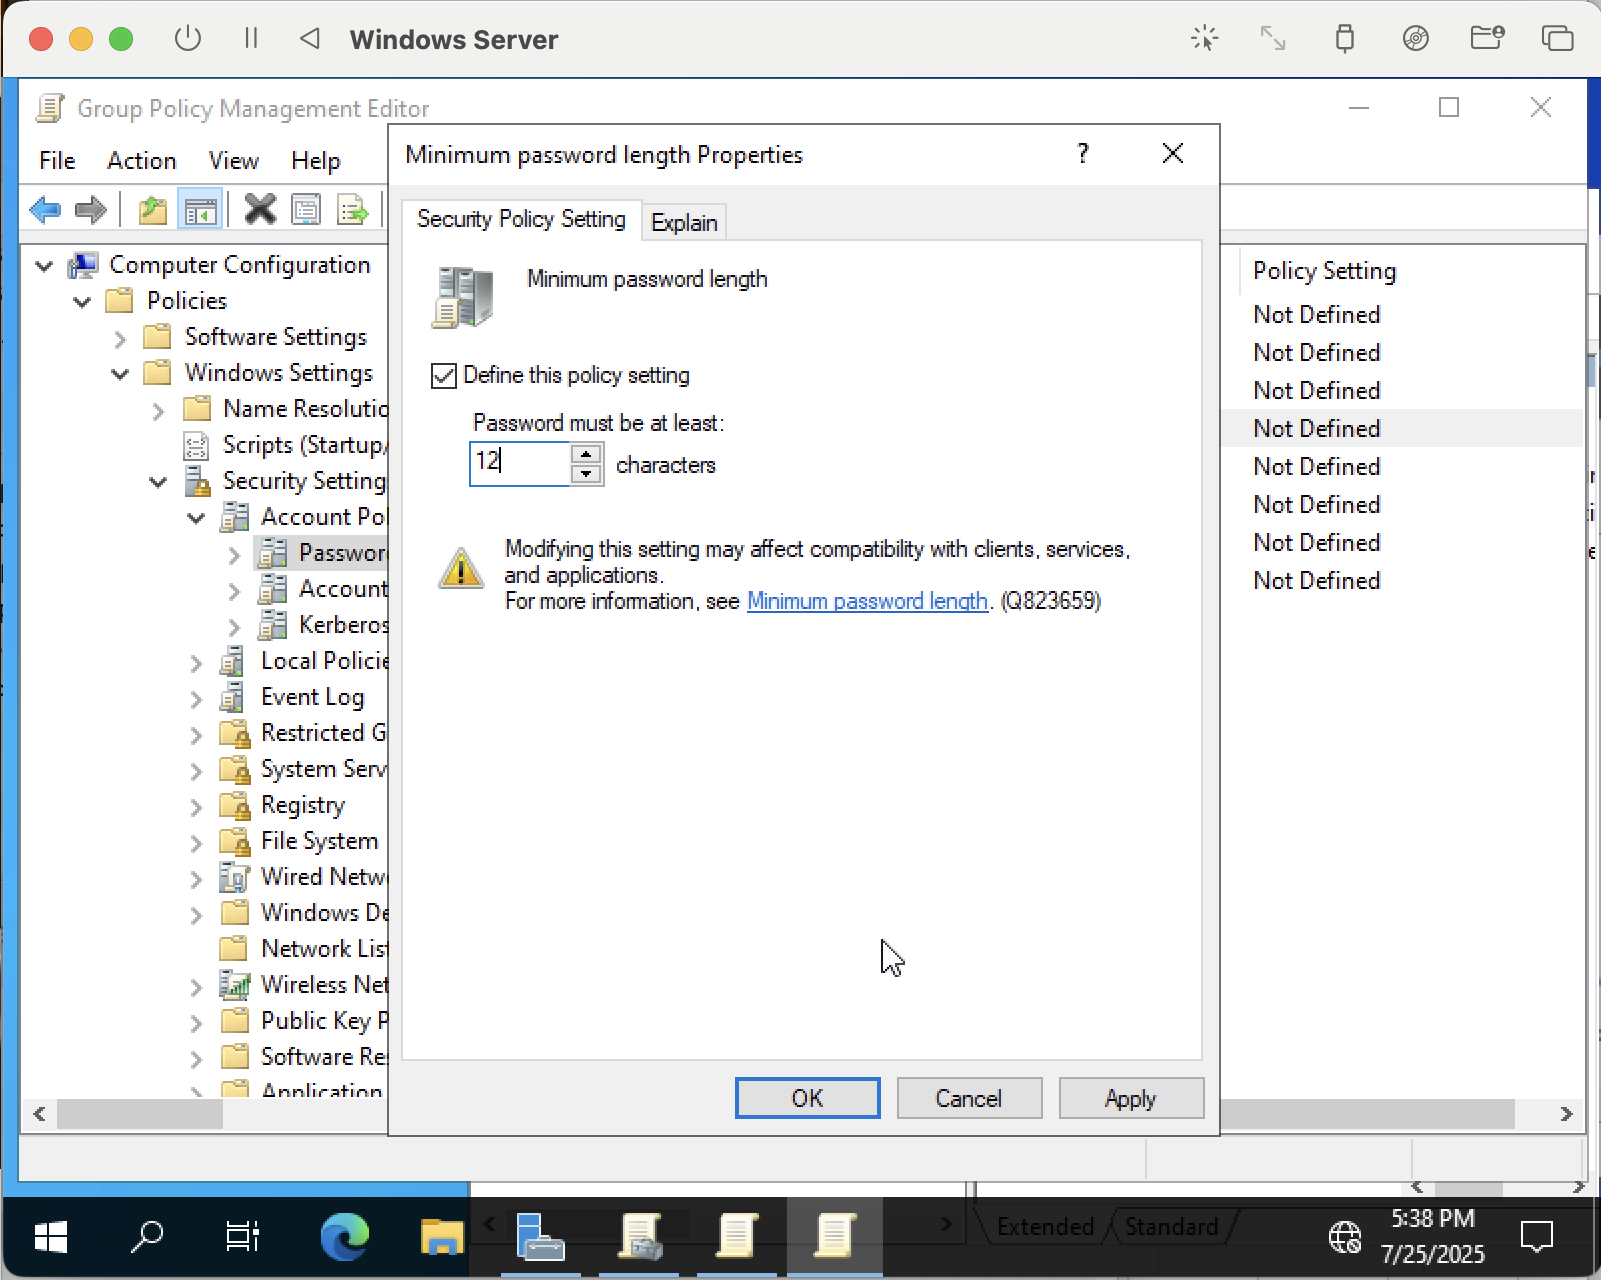 Windows Server
Group Policy Management Editor
File Action View Help
Minimum password length Properties
?
Security Policy Setting
Explain
Minimum password length
Define this policy setting
Password must be at least:
12
characters
Modifying this setting may affect compatibility with clients, services,
and applications.
For more information, see Minimum password length. (Q823659)
OK
Cancel
Apply
Computer Configuration
Policies
Software Settings
Windows Settings
Name Resolutio
Scripts (Startup/
Security Setting
Account Pol
Password
Account
Kerberos
Local Policie
Event Log
Restricted G
System Serv
Registry
File System
Wired Netw
Windows De
Network List
Wireless Net
Public Key P
Software Res
Application
Policy Setting
Not Defined
Not Defined
Not Defined
Not Defined
Not Defined
Not Defined
Not Defined
Not Defined
Extended
Standard
5:38 PM
7/25/2025